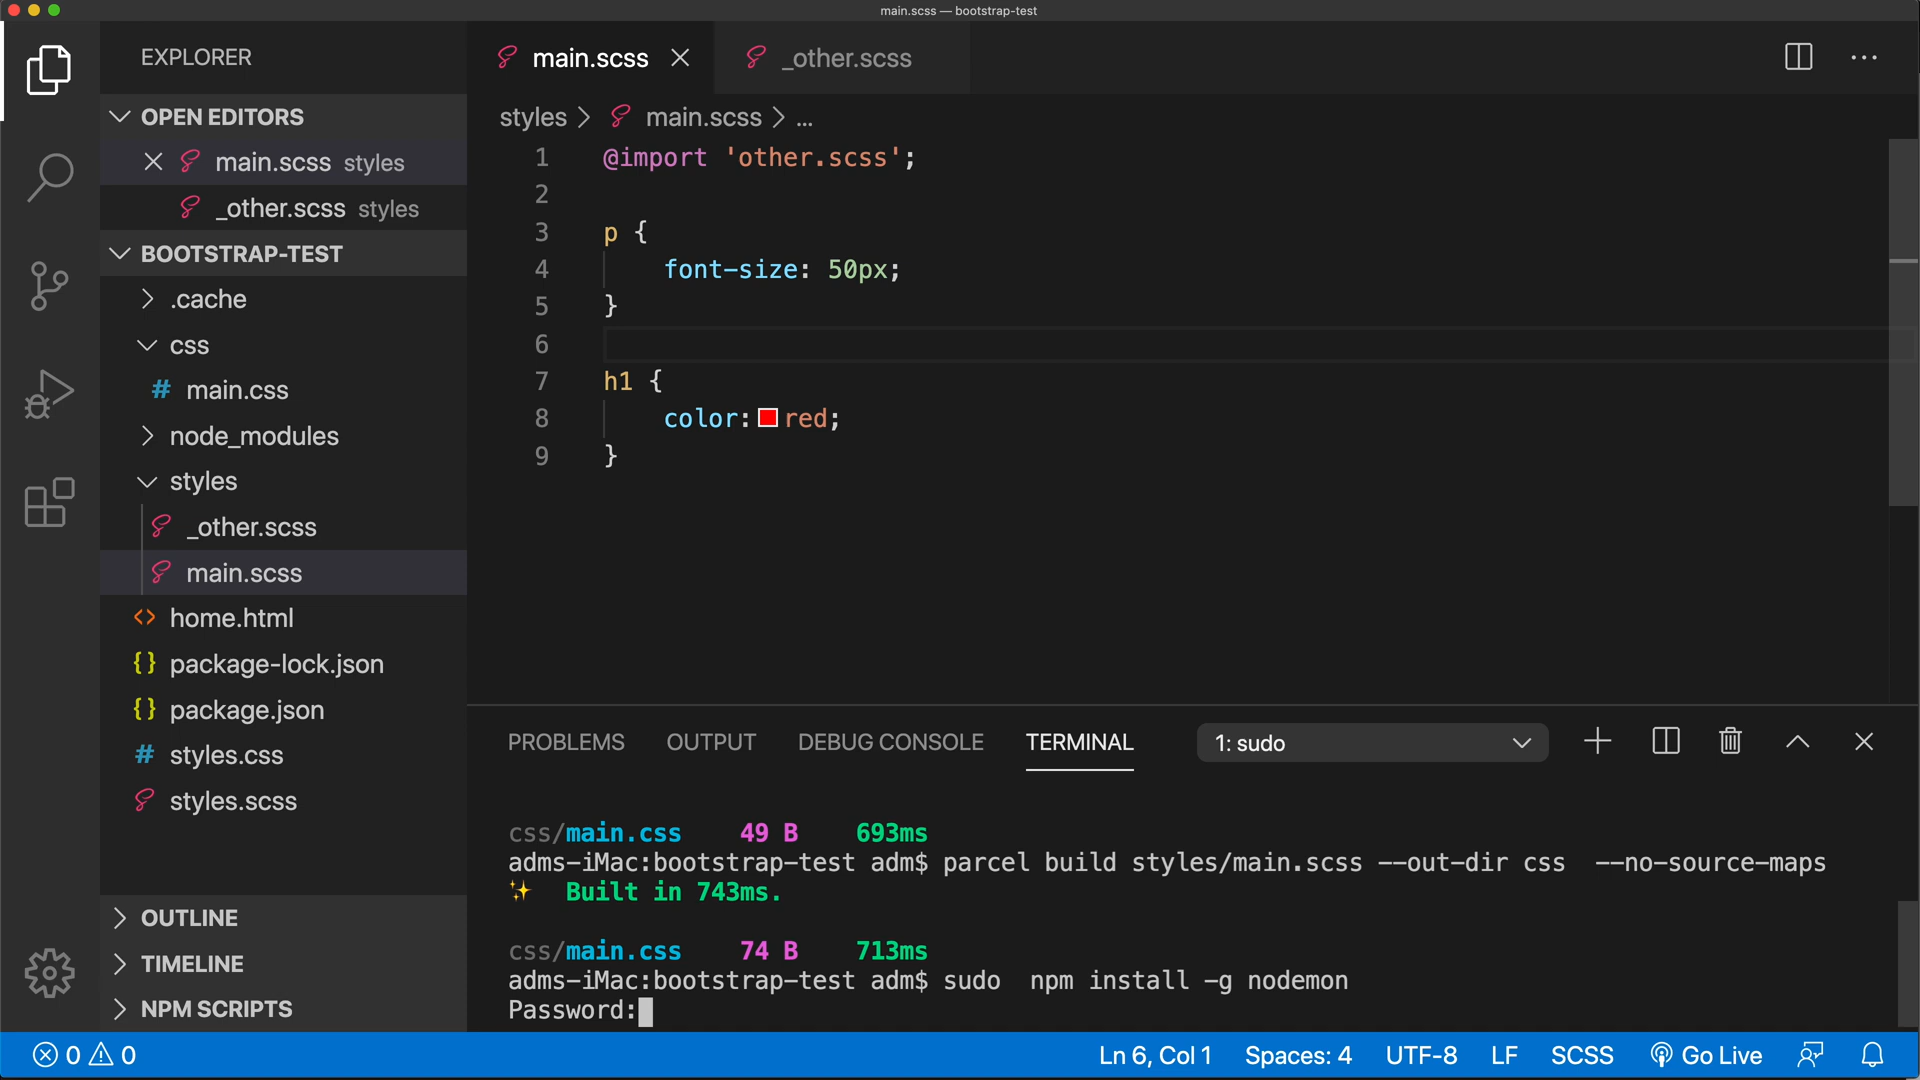 main.scss — bootstrap-test
EXPLORER
OPEN EDITORS
main.scss styles
_other.scss styles
BOOTSTRAP-TEST
.cache
css
# main.css
node_modules
styles
_other.scss
main.scss
<> home.html
{} package-lock.json
{} package.json
# styles.css
styles.scss
OUTLINE
TIMELINE
NPM SCRIPTS
main.scss
_other.scss
styles > main.scss > ...
1 @import 'other.scss';
2
3 p {
4 font-size: 50px;
5 }
6
7 h1 {
8 color: red;
9 }
PROBLEMS OUTPUT DEBUG CONSOLE TERMINAL 1: sudo
css/main.css 49 B 693ms
adms-iMac:bootstrap-test adm$ parcel build styles/main.scss --out-dir css --no-source-maps
✨ Built in 743ms.
css/main.css 74 B 713ms
adms-iMac:bootstrap-test adm$ sudo npm install -g nodemon
Password:
0 0 Ln 6, Col 1 Spaces: 4 UTF-8 LF SCSS Go Live